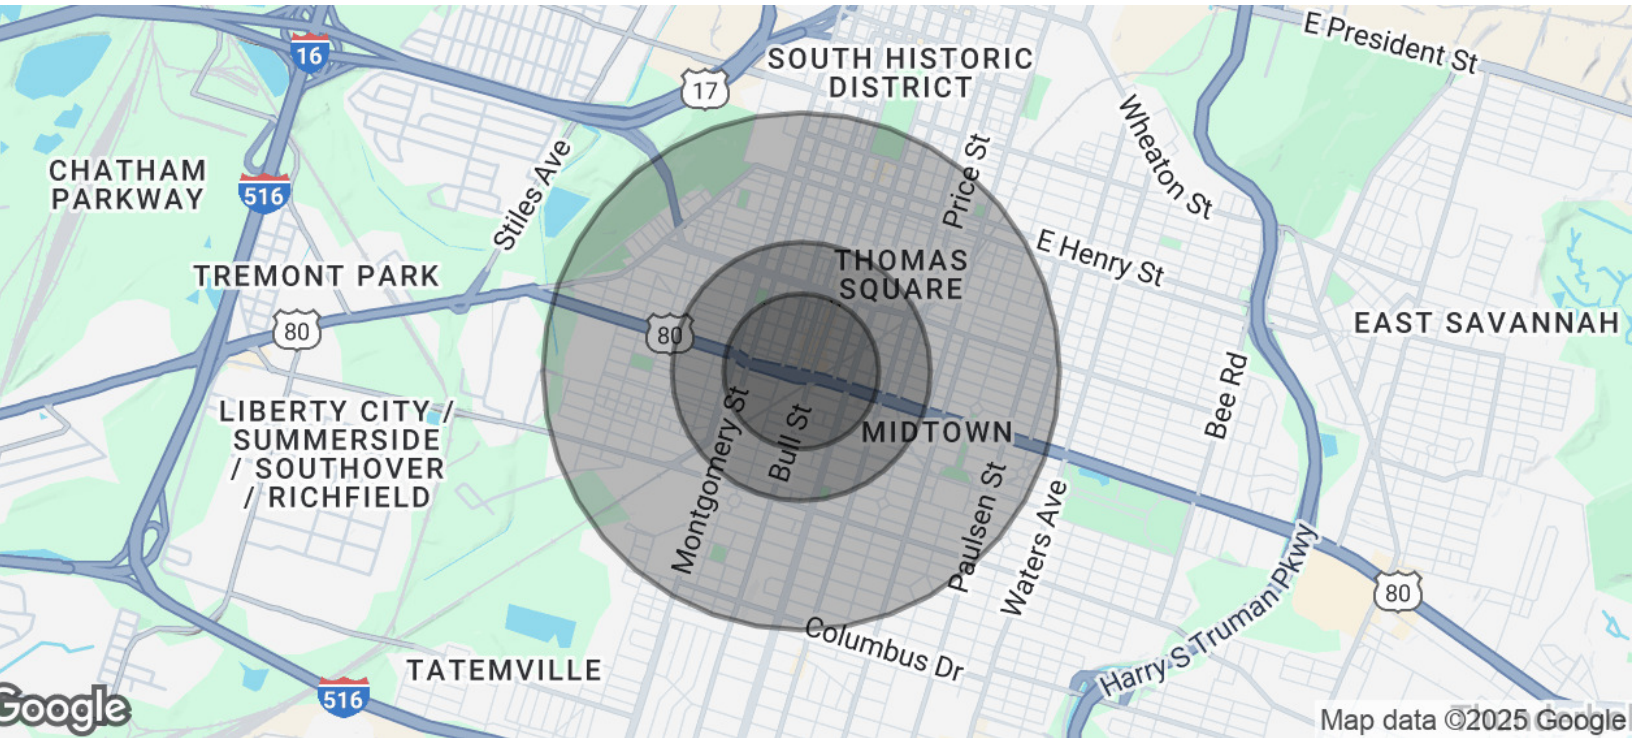 E President St
16
SOUTH HISTORIC
DISTRICT
17
Wheaton St
Price St
Stiles Ave
CHATHAM
PARKWAY
516
E Henry St
THOMAS
SQUARE
TREMONT PARK
80
80
EAST SAVANNAH
Bee Rd
LIBERTY CITY /
SUMMERSIDE
/ SOUTHOVER
/ RICHFIELD
Montgomery St
Bull St
MIDTOWN
Paulsen St
Waters Ave
80
Harry S Truman Pkwy
Columbus Dr
TATEMVILLE
516
Google
Map data ©2025 Google